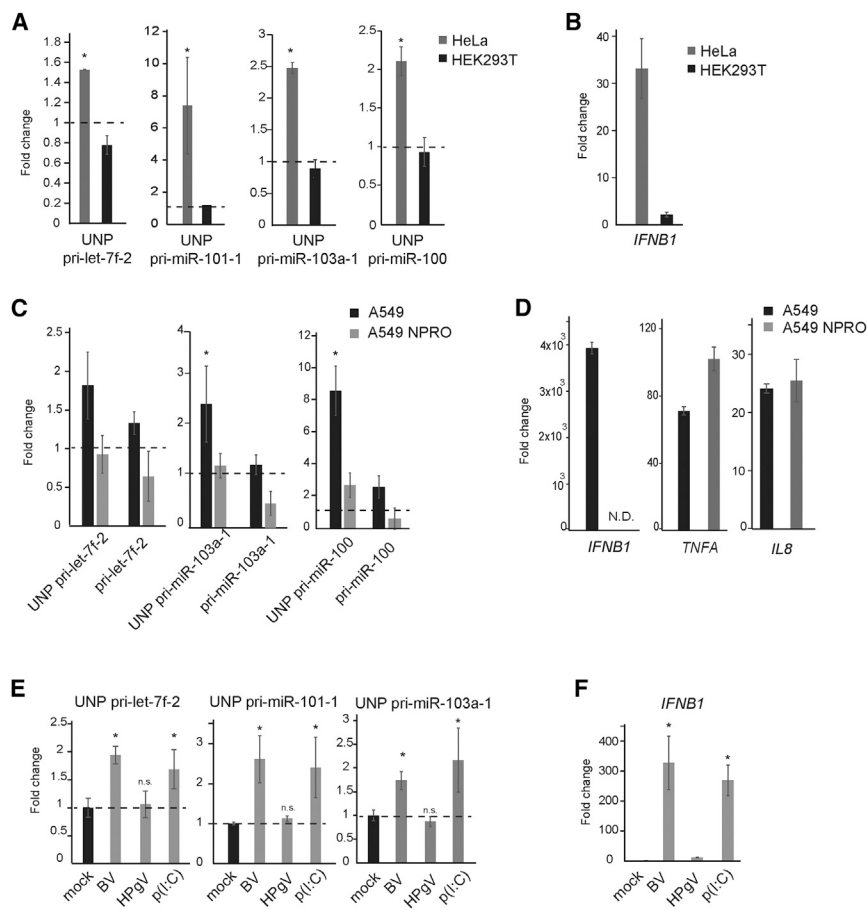 A
Fold change
1.8
1.6
1.4
1.2
1
0.8
0.6
0.4
0.2
0
*
UNP
pri-let-7f-2
12
10
8
6
4
2
0
*
UNP
pri-miR-101-1
3
2.5
2
1.5
1
0.5
0
*
UNP
pri-miR-103a-1
2.5
2
1.5
1
0.5
0
*
UNP
pri-miR-100
HeLa
HEK293T
B
Fold change
40
30
20
10
0
IFNB1
HeLa
HEK293T
C
Fold change
2.5
2
1.5
1
0.5
0
UNP pri-let-7f-2
pri-let-7f-2
4
3
2
1
0
*
UNP pri-miR-103a-1
pri-miR-103a-1
12
10
8
6
4
2
0
*
UNP pri-miR-100
pri-miR-100
A549
A549 NPRO
D
Fold change
4x10³
3x10³
2x10³
10³
0
N.D.
IFNB1
120
80
40
0
TNFA
30
20
10
0
IL8
A549
A549 NPRO
E
UNP pri-let-7f-2
Fold change
2.5
2
1.5
1
0.5
0
*
n.s.
*
mock
BV
HPgV
p(I:C)
UNP pri-miR-101-1
3
2
1
0
*
n.s.
*
mock
BV
HPgV
p(I:C)
UNP pri-miR-103a-1
3
2.5
2
1.5
1
0.5
0
*
n.s.
*
mock
BV
HPgV
p(I:C)
F
IFNB1
Fold change
400
300
200
100
0
*
*
mock
BV
HPgV
p(I:C)